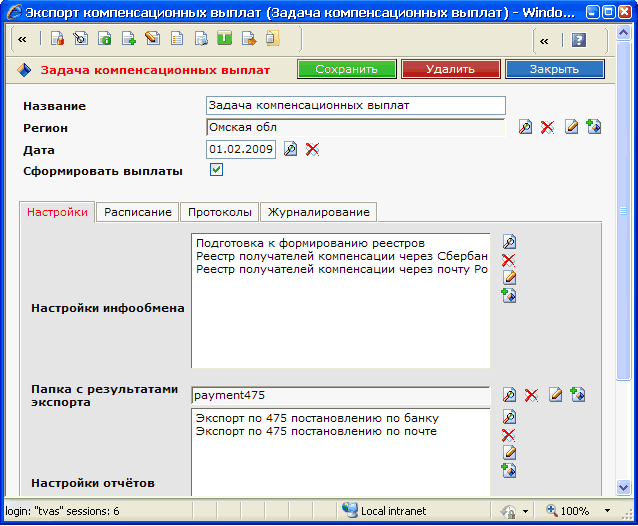 Экспорт компенсационных выплат (Задача компенсационных выплат) - Windo...
«
«
?
Задача компенсационных выплат
Сохранить
Удалить
Закрыть
Название
Задача компенсационных выплат
Регион
Омская обл
Дата
01.02.2009
Сформировать выплаты
Настройки
Расписание
Протоколы
Журналирование
Настройки инфообмена
Подготовка к формированию реестров
Реестр получателей компенсации через Сбербан
Реестр получателей компенсации через почту Ро
Папка с результатами
экспорта
payment475
Настройки отчётов
Экспорт по 475 постановлению по банку
Экспорт по 475 постановлению по почте
login: "tvas" sessions: 6
Local intranet
100%